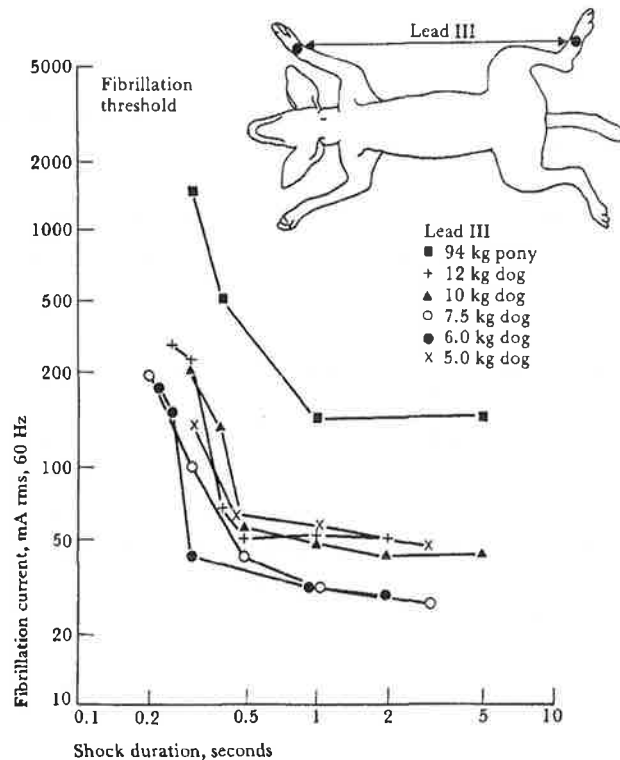 Lead III
5000
Fibrillation
threshold
2000
1000
500
200
100
50
20
10
Fibrillation current, mA rms, 60 Hz
Lead III
■ 94 kg pony
+ 12 kg dog
▲ 10 kg dog
○ 7.5 kg dog
● 6.0 kg dog
× 5.0 kg dog
0.1 0.2 0.5 1 2 5 10
Shock duration, seconds